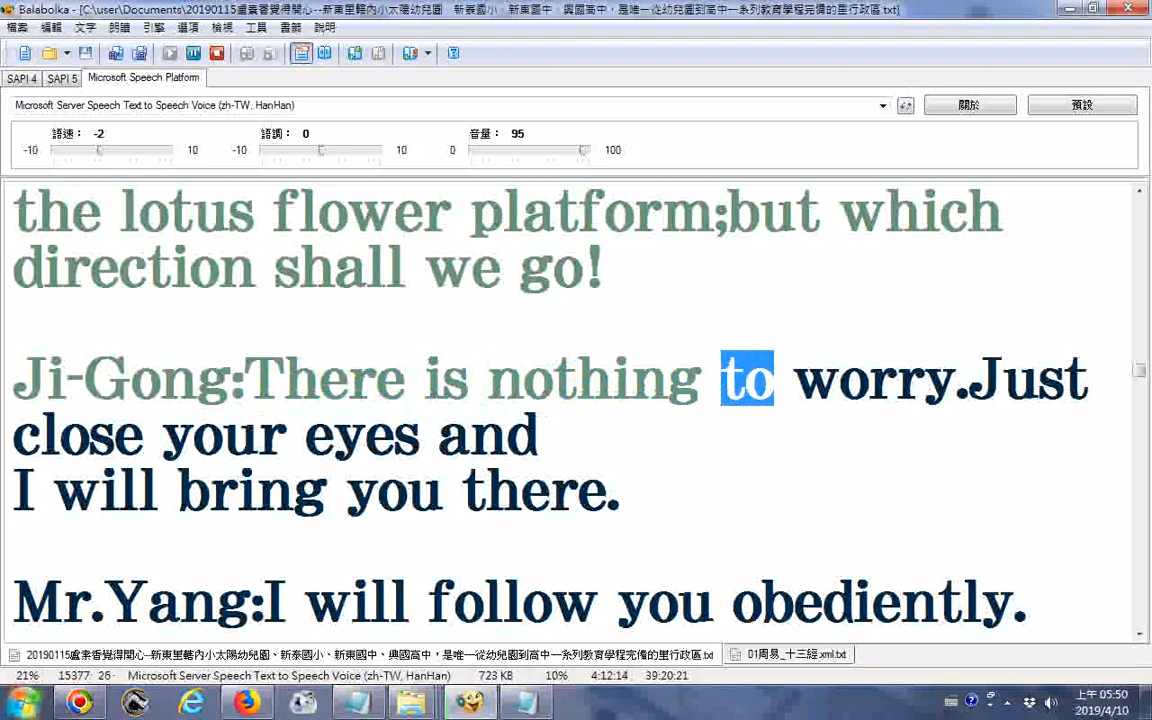 Balabolka - [C:\user\Documents\20190115盧素香覺得開心--新東里轄內小太陽幼兒園　新泰國小、新東國中、興國高中，是唯一從幼兒園到高中一系列教育學程完備的里行政區.txt]
檔案 編輯 文字 朗讀 引擎 選項 檢視 工具 書籤 說明
SAPI 4 SAPI 5 Microsoft Speech Platform
Microsoft Server Speech Text to Speech Voice (zh-TW, HanHan) 關於 預設
語速： -2 語調： 0 音量： 95
-10 10 -10 10 0 100
the lotus flower platform;but which
direction shall we go!
Ji-Gong:There is nothing to worry.Just
close your eyes and
I will bring you there.
Mr.Yang:I will follow you obediently.
20190115盧素香覺得開心--新東里轄內小太陽幼兒園、新泰國小、新東國中、興國高中，是唯一從幼兒園到高中一系列教育學程完備的里行政區.txt 01周易_十三經.xml.txt
21% 15377 26 Microsoft Server Speech Text to Speech Voice (zh-TW, HanHan) 723 KB 10% 4:12:14 39:20:21
上午 05:50
2019/4/10